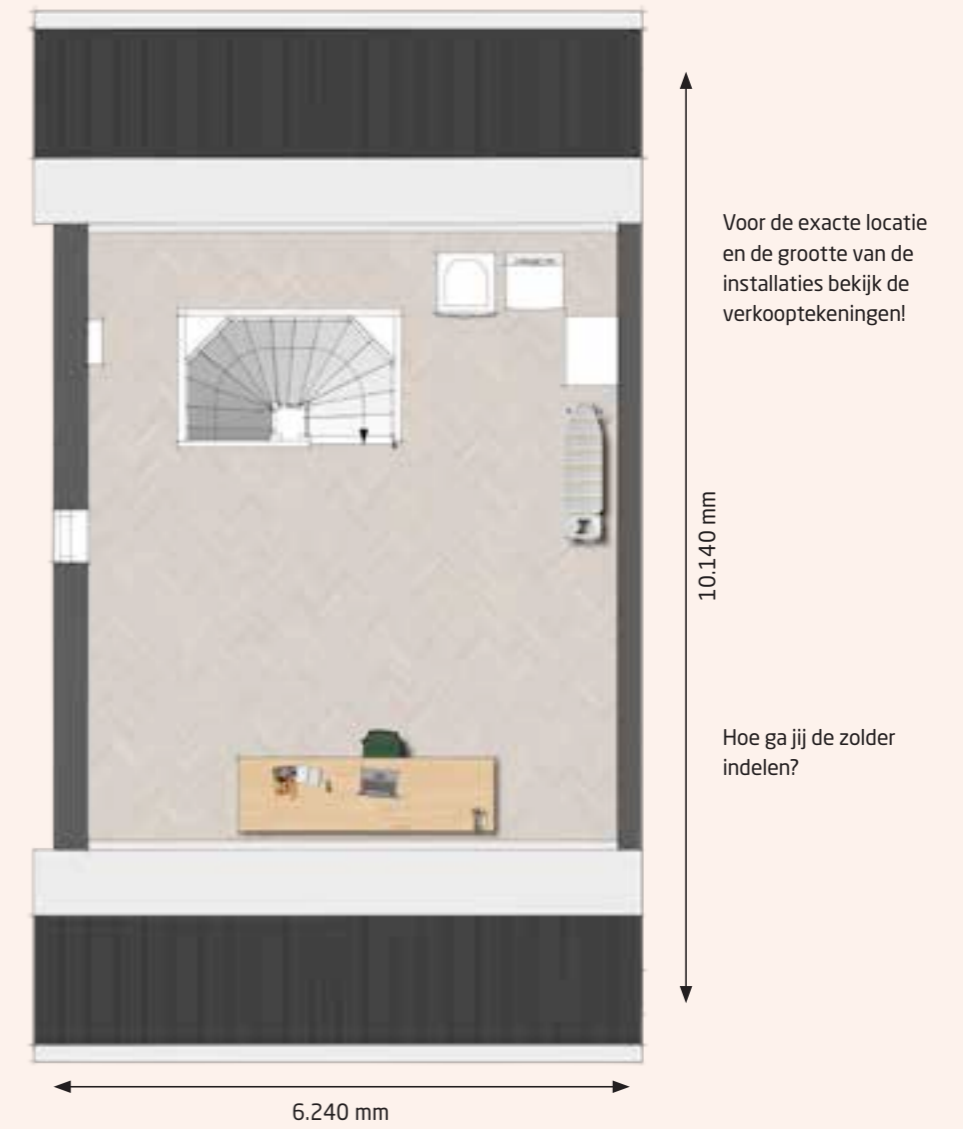 Voor de exacte locatie
en de grootte van de
installaties bekijk de
verkooptekeningen!
10.140 mm
Hoe ga jij de zolder
indelen?
6.240 mm